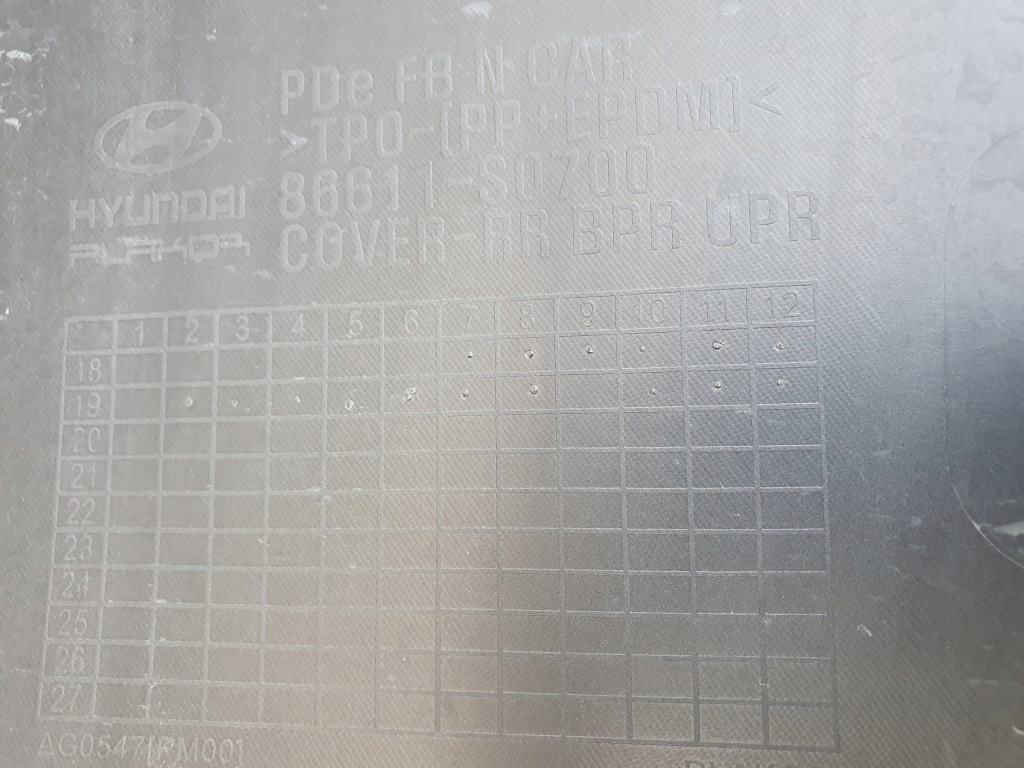 PDe FB N CAR
>TPO-(PP+EPDM)<
86611-S0700
COVER-RR BPR UPR
HYUNDAI
PLAKOR
1 2 3 4 5 6 7 8 9 10 11 12
18
19
20
21
22
23
24
25
26
27